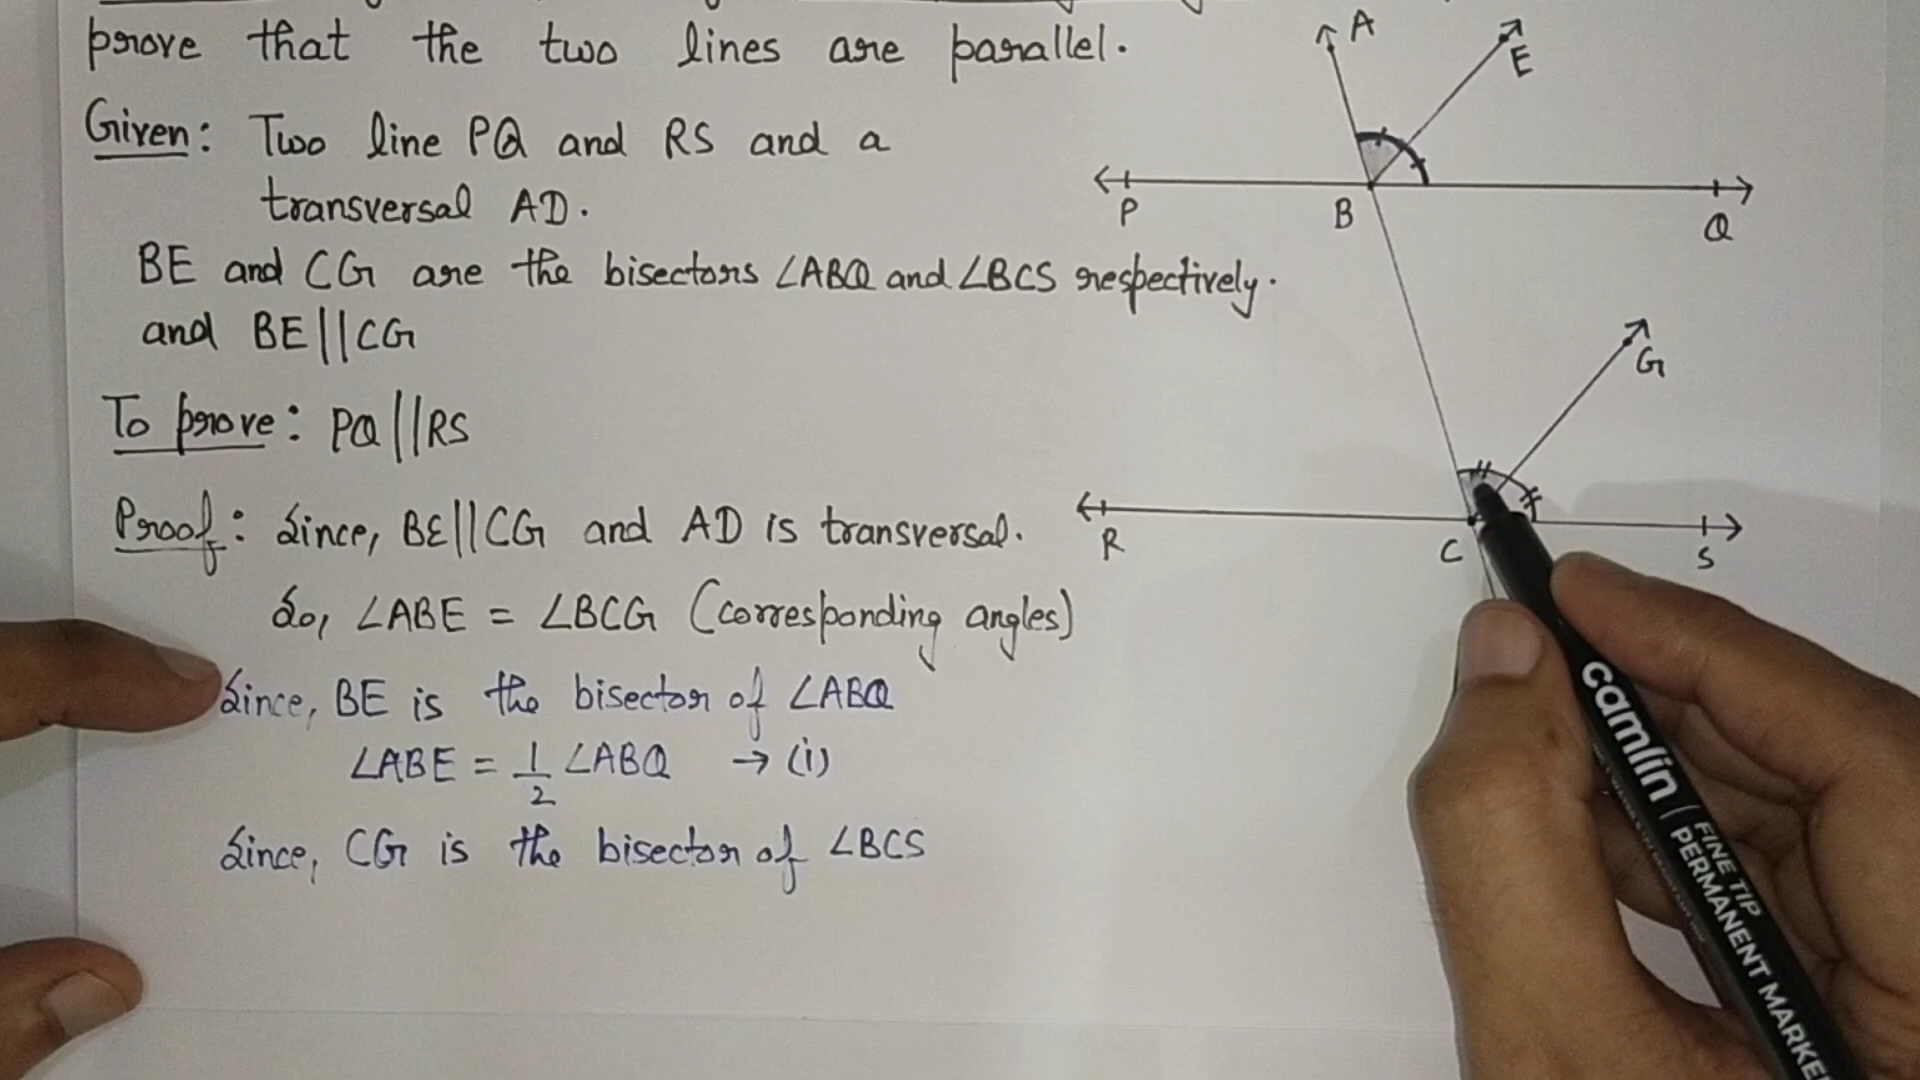 prove that the two lines are parallel.
Given: Two line PQ and RS and a
transversal AD.
BE and CG are the bisectors ∠ABQ and ∠BCS respectively.
and BE||CG
To prove: PQ||RS
Proof: Since, BE||CG and AD is transversal.
So, ∠ABE = ∠BCG (corresponding angles)
Since, BE is the bisector of ∠ABQ
∠ABE = 1/2 ∠ABQ → (i)
Since, CG is the bisector of ∠BCS
A
E
P
B
Q
G
R
C
S
camlin
FINE TIP
PERMANENT MARKE